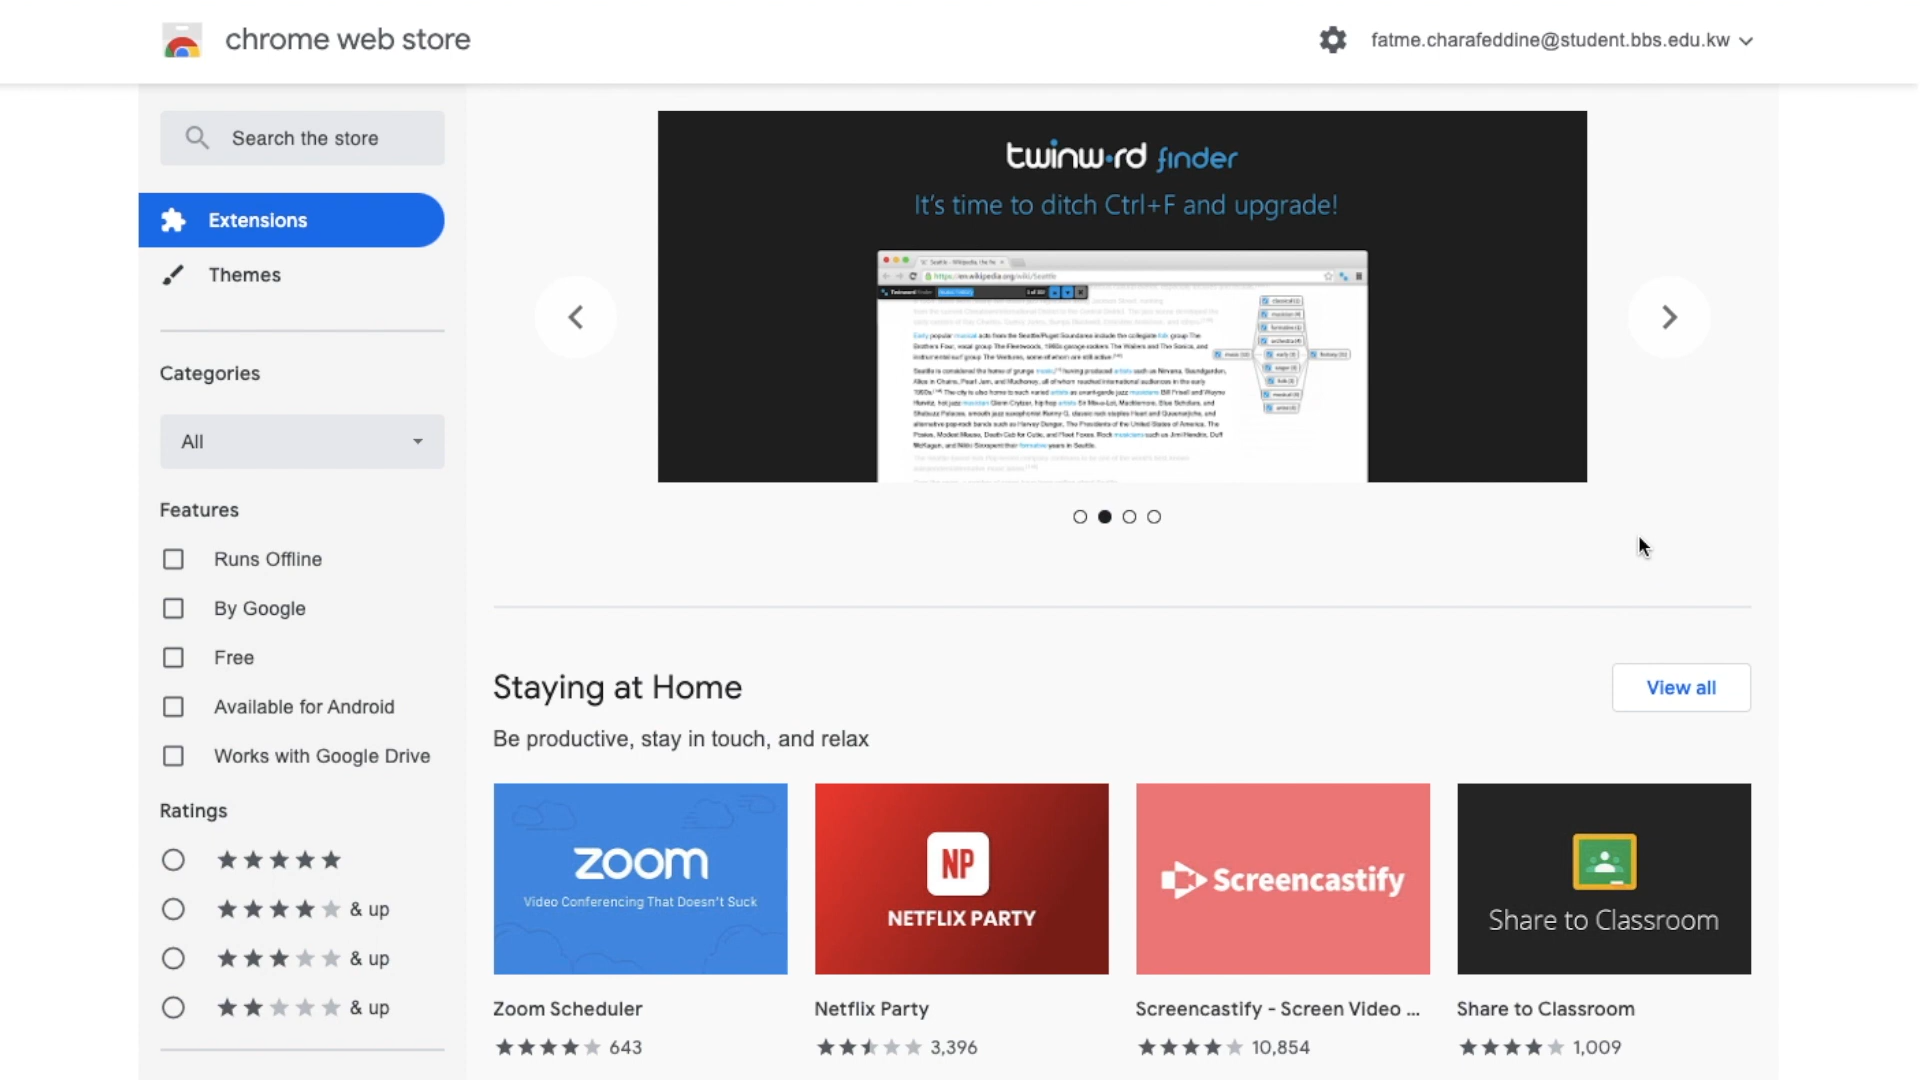 chrome web store
fatme.charafeddine@student.bbs.edu.kw
Search the store
Extensions
Themes
Categories
All
Features
Runs Offline
By Google
Free
Available for Android
Works with Google Drive
Ratings
& up
& up
& up
twinword finder
It's time to ditch Ctrl+F and upgrade!
Staying at Home
View all
Be productive, stay in touch, and relax
zoom
Video Conferencing That Doesn't Suck
NP
NETFLIX PARTY
Screencastify
Share to Classroom
Zoom Scheduler
643
Netflix Party
3,396
Screencastify - Screen Video ...
10,854
Share to Classroom
1,009